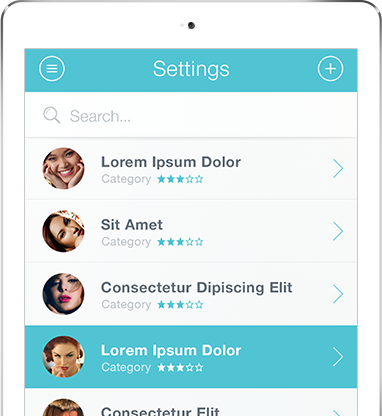 Settings
Search...
Lorem Ipsum Dolor
Category
Sit Amet
Category
Consectetur Dipiscing Elit
Category
Lorem Ipsum Dolor
Category
Consectetur Elit